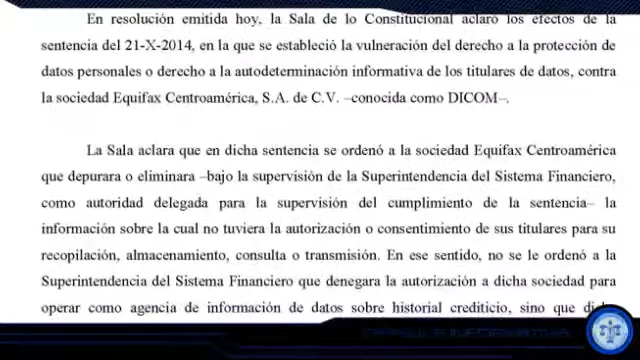 En resolución emitida hoy, la Sala de lo Constitucional aclaró los efectos de la
sentencia del 21-X-2014, en la que se estableció la vulneración del derecho a la protección de
datos personales o derecho a la autodeterminación informativa de los titulares de datos, contra
la sociedad Equifax Centroamérica, S.A. de C.V. –conocida como DICOM–.
La Sala aclara que en dicha sentencia se ordenó a la sociedad Equifax Centroamérica
que depurara o eliminara –bajo la supervisión de la Superintendencia del Sistema Financiero,
como autoridad delegada para la supervisión del cumplimiento de la sentencia– la
información sobre la cual no tuviera la autorización o consentimiento de sus titulares para su
recopilación, almacenamiento, consulta o transmisión. En ese sentido, no se le ordenó a la
Superintendencia del Sistema Financiero que denegara la autorización a dicha sociedad para
operar como agencia de información de datos sobre historial crediticio, sino que